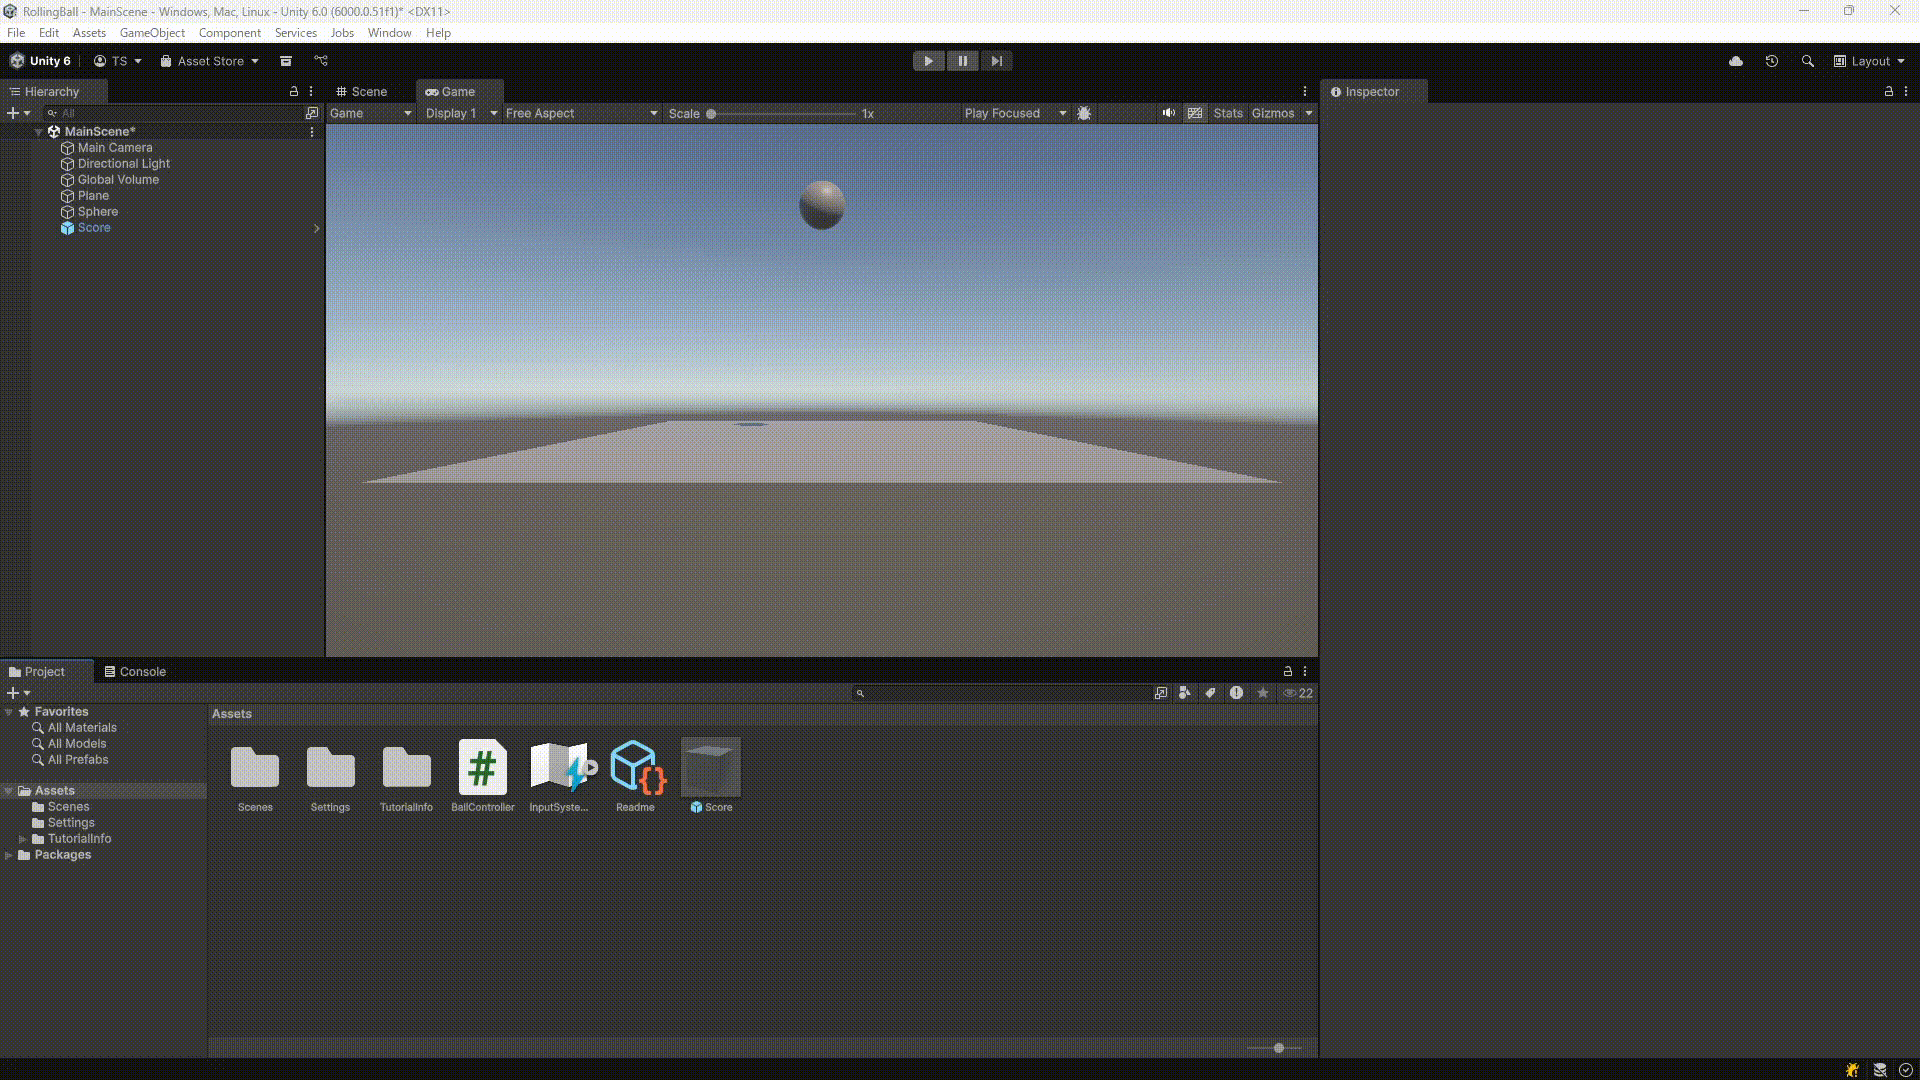 RollingBall - MainScene - Windows, Mac, Linux - Unity 6.0 (6000.0.51f1)* <DX11>
File Edit Assets GameObject Component Services Jobs Window Help
Unity 6 TS Asset Store Layout
Hierarchy
All
MainScene*
Main Camera
Directional Light
Global Volume
Plane
Sphere
Score
Scene Game
Game Display 1 Free Aspect Scale 1x Play Focused Stats Gizmos
Inspector
Project Console
22
Favorites
All Materials
All Models
All Prefabs
Assets
Scenes
Settings
TutorialInfo
Packages
Assets
Scenes Settings TutorialInfo BallController InputSyste... Readme Score